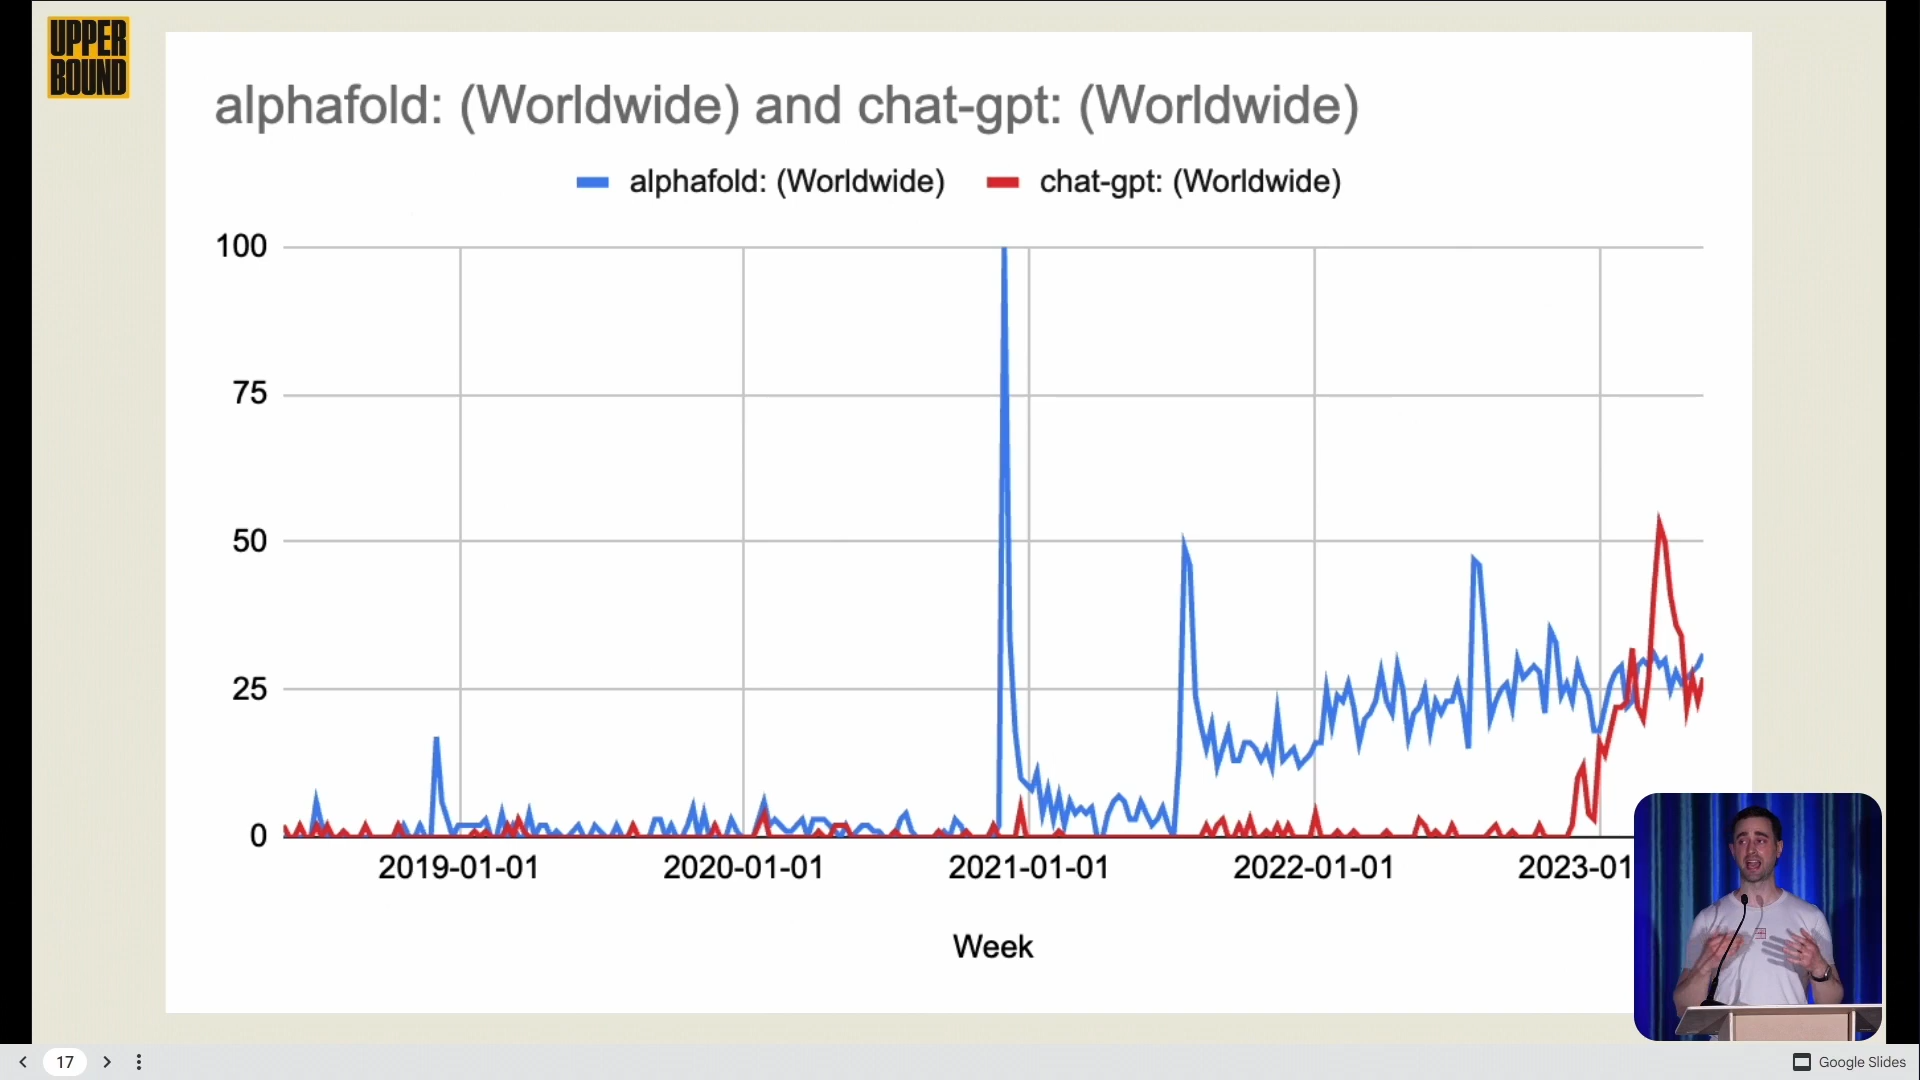 UPPER
BOUND
alphafold: (Worldwide) and chat-gpt: (Worldwide)
alphafold: (Worldwide) chat-gpt: (Worldwide)
100
75
50
25
0
2019-01-01 2020-01-01 2021-01-01 2022-01-01 2023-01
Week
17
Google Slides